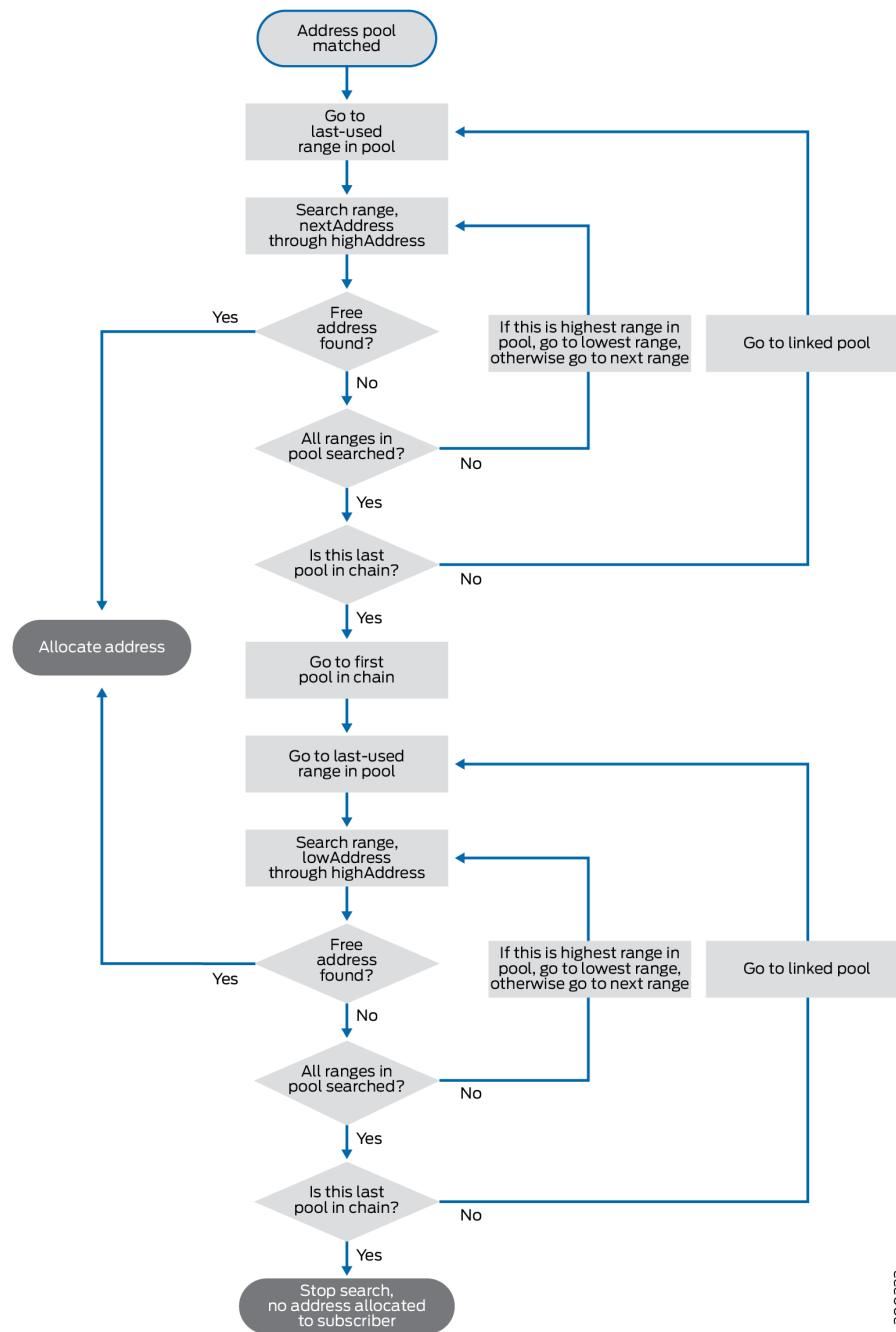 Address pool
matched
Go to
last-used
range in pool
Search range,
nextAddress
through highAddress
Yes
Free
address
found?
If this is highest range in
pool, go to lowest range,
otherwise go to next range
Go to linked pool
No
All ranges in
pool searched?
No
Yes
Is this last
pool in chain?
No
Yes
Allocate address
Go to first
pool in chain
Go to last-used
range in pool
Search range,
lowAddress
through highAddress
Free
address
found?
Yes
If this is highest range in
pool, go to lowest range,
otherwise go to next range
Go to linked pool
No
All ranges in
pool searched?
No
Yes
Is this last
pool in chain?
No
Yes
Stop search,
no address allocated
to subscriber